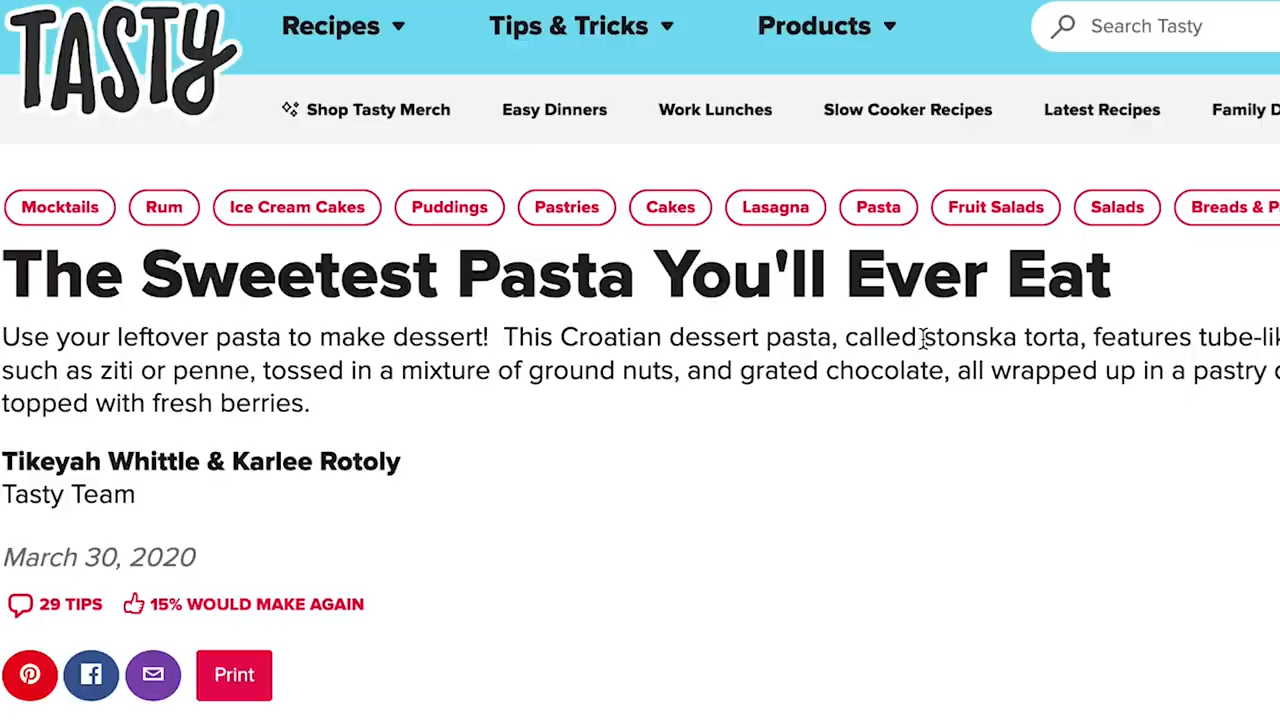 TASTY
Recipes
Tips & Tricks
Products
Search Tasty
Shop Tasty Merch
Easy Dinners
Work Lunches
Slow Cooker Recipes
Latest Recipes
Family D
Mocktails
Rum
Ice Cream Cakes
Puddings
Pastries
Cakes
Lasagna
Pasta
Fruit Salads
Salads
Breads & P
The Sweetest Pasta You'll Ever Eat
Use your leftover pasta to make dessert!  This Croatian dessert pasta, called stonska torta, features tube-lik
such as ziti or penne, tossed in a mixture of ground nuts, and grated chocolate, all wrapped up in a pastry
topped with fresh berries.
Tikeyah Whittle & Karlee Rotoly
Tasty Team
March 30, 2020
29 TIPS
15% WOULD MAKE AGAIN
Print